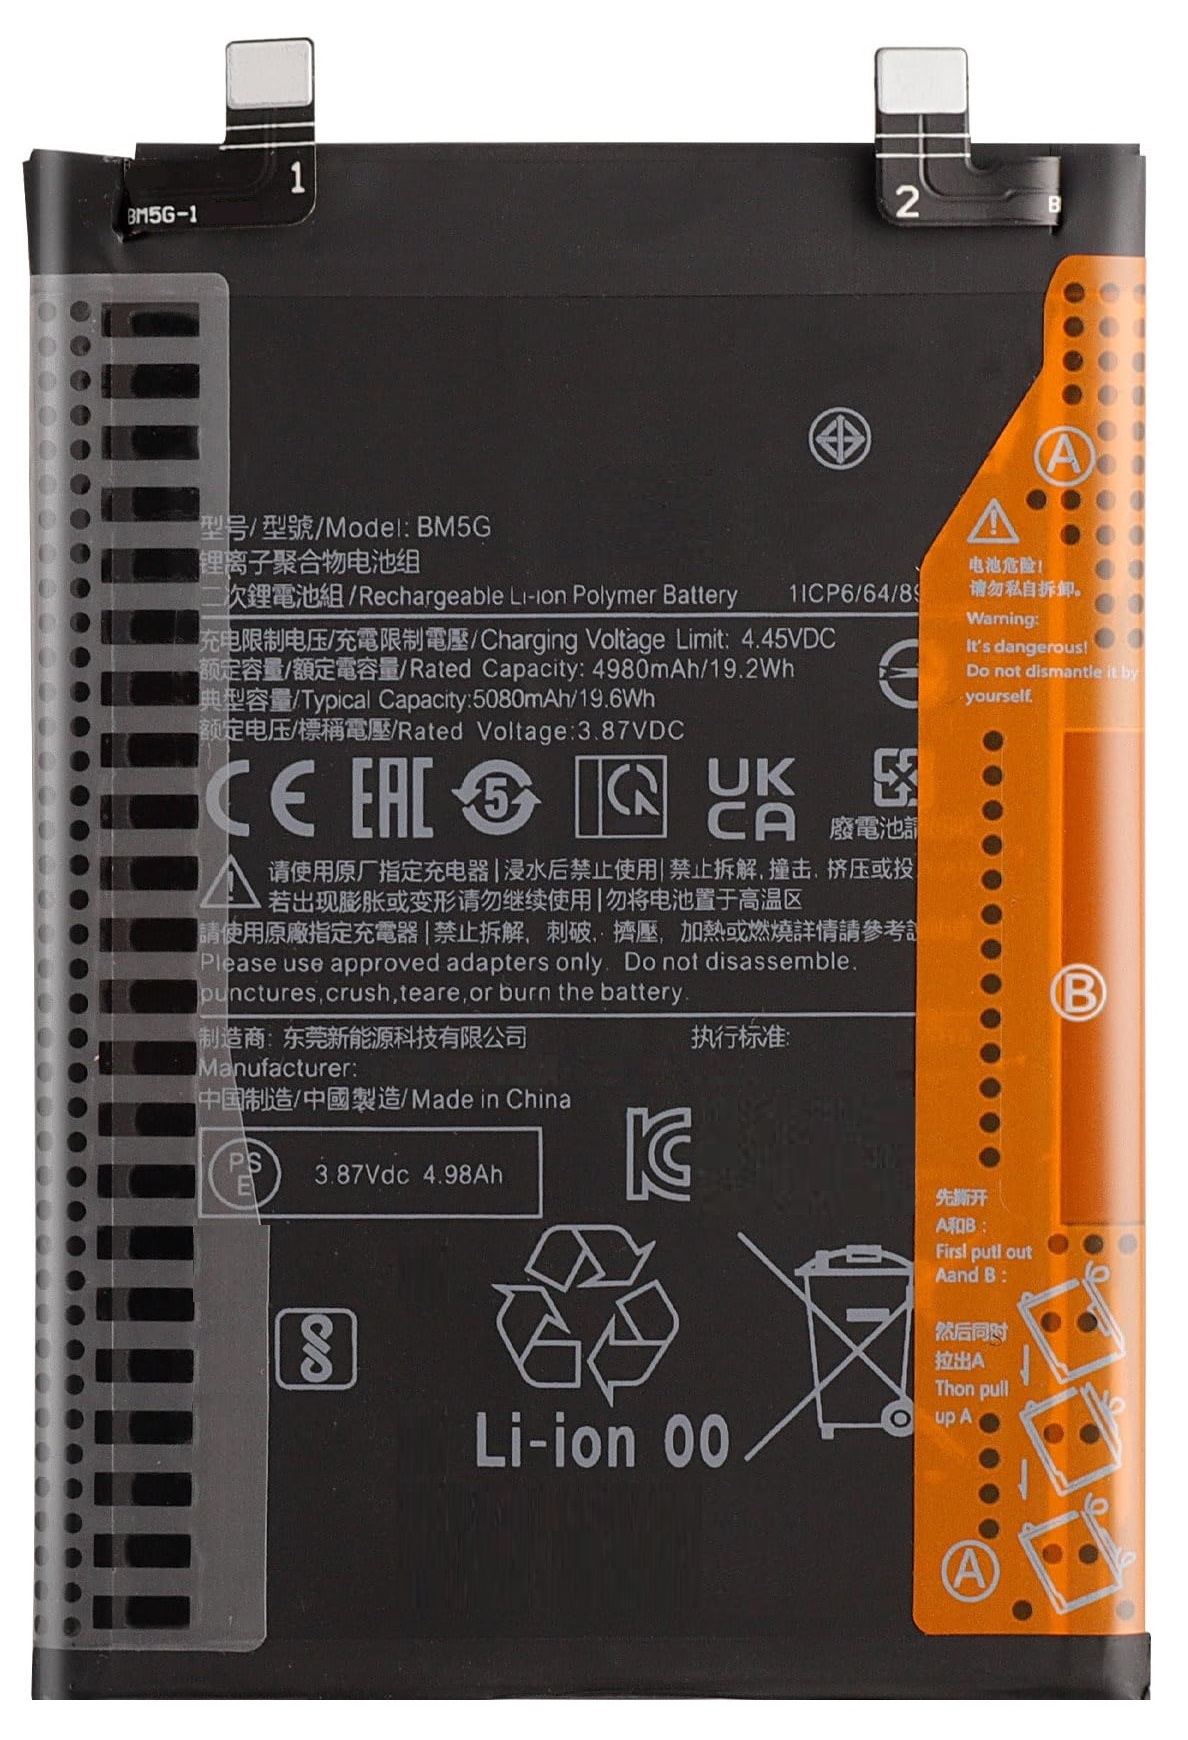 1
BM5G-1
2
B
A
型号/型號/Model: BM5G
锂离子聚合物电池组
二次鋰電池組/Rechargeable Li-ion Polymer Battery 1ICP6/64/89
充电限制电压/充電限制電壓/Charging Voltage Limit: 4.45VDC
额定容量/額定電容量/Rated Capacity: 4980mAh/19.2Wh
典型容量/Typical Capacity:5080mAh/19.6Wh
额定电压/標稱電壓/Rated Voltage:3.87VDC
电池危险!
请勿私自拆卸。
Warning:
It's dangerous!
Do not dismantle it by
yourself.
CE EAC 5 UK
CA
廢電池請
请使用原厂指定充电器|浸水后禁止使用|禁止拆解,撞击.挤压或投
若出现膨胀或变形请勿继续使用|勿将电池置于高温区
請使用原廠指定充電器|禁止拆解, 刺破. 擠壓, 加熱或燃燒詳情請參考説
Please use approved adapters only. Do not disassemble.
punctures,crush,teare,or burn the battery.
B
制造商: 东莞新能源科技有限公司 执行标准:
Manufacturer:
中国制造/中國製造/Made in China
PS
E
3.87Vdc 4.98Ah
先撕开
A和B:
Firsl putl out
Aand B:
然后同时
拉出A
Thon pull
up A
Li-ion 00
A